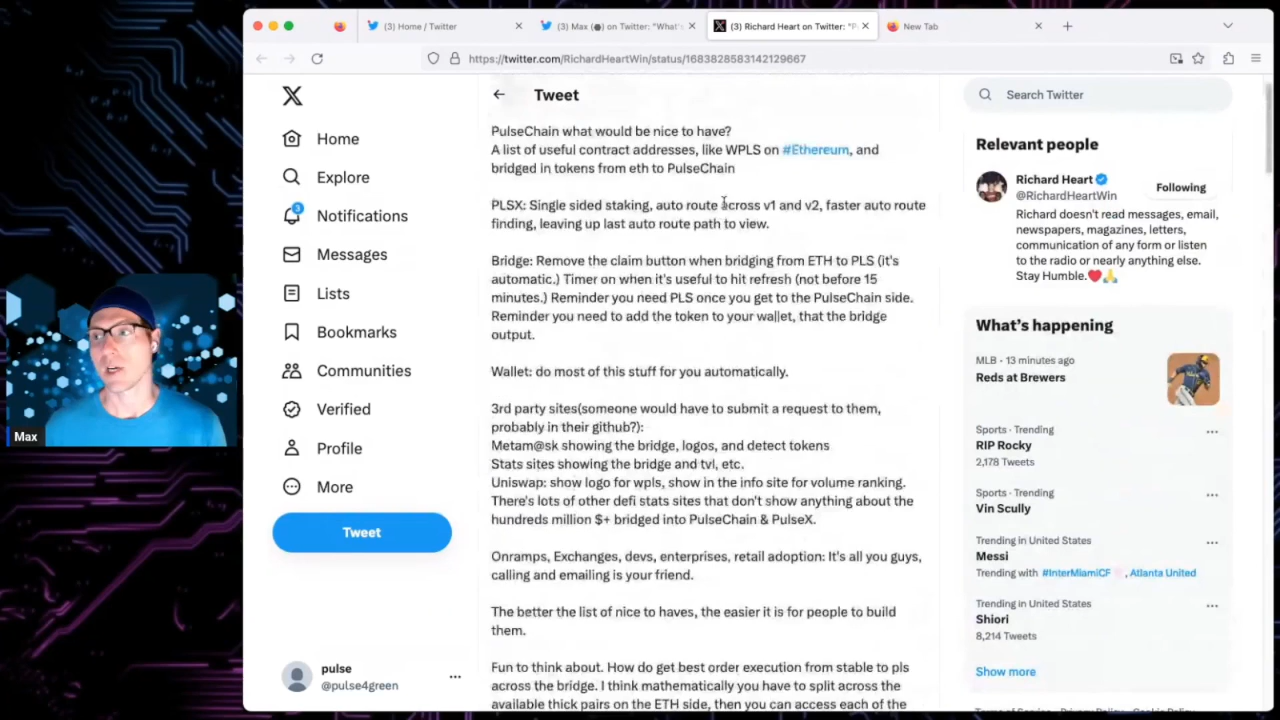 (3) Home / Twitter
(3) Max (
) on Twitter: "What's
(3) Richard Heart on Twitter: "P
New Tab
https://twitter.com/RichardHeartWin/status/1683828583142129667
Home
Explore
3
Notifications
Messages
Lists
Bookmarks
Communities
Verified
Profile
More
Tweet
pulse
@pulse4green
Max
Tweet
PulseChain what would be nice to have?
A list of useful contract addresses, like WPLS on #Ethereum, and
bridged in tokens from eth to PulseChain
PLSX: Single sided staking, auto route across v1 and v2, faster auto route
finding, leaving up last auto route path to view.
Bridge: Remove the claim button when bridging from ETH to PLS (it's
automatic.) Timer on when it's useful to hit refresh (not before 15
minutes.) Reminder you need PLS once you get to the PulseChain side.
Reminder you need to add the token to your wallet, that the bridge
output.
Wallet: do most of this stuff for you automatically.
3rd party sites(someone would have to submit a request to them,
probably in their github?):
Metam@sk showing the bridge, logos, and detect tokens
Stats sites showing the bridge and tvl, etc.
Uniswap: show logo for wpls, show in the info site for volume ranking.
There's lots of other defi stats sites that don't show anything about the
hundreds million $+ bridged into PulseChain & PulseX.
Onramps, Exchanges, devs, enterprises, retail adoption: It's all you guys,
calling and emailing is your friend.
The better the list of nice to haves, the easier it is for people to build
them.
Fun to think about. How do get best order execution from stable to pls
across the bridge. I think mathematically you have to split across the
available thick pairs on the ETH side, then you can access each of the
Search Twitter
Relevant people
Richard Heart
@RichardHeartWin
Following
Richard doesn't read messages, email,
newspapers, magazines, letters,
communication of any form or listen
to the radio or nearly anything else.
Stay Humble.❤️🙏
What's happening
MLB · 13 minutes ago
Reds at Brewers
Sports · Trending
RIP Rocky
2,178 Tweets
Sports · Trending
Vin Scully
Trending in United States
Messi
Trending with #InterMiamiCF , Atlanta United
Trending in United States
Shiori
8,214 Tweets
Show more
Terms of Service Privacy Policy Cookie Policy